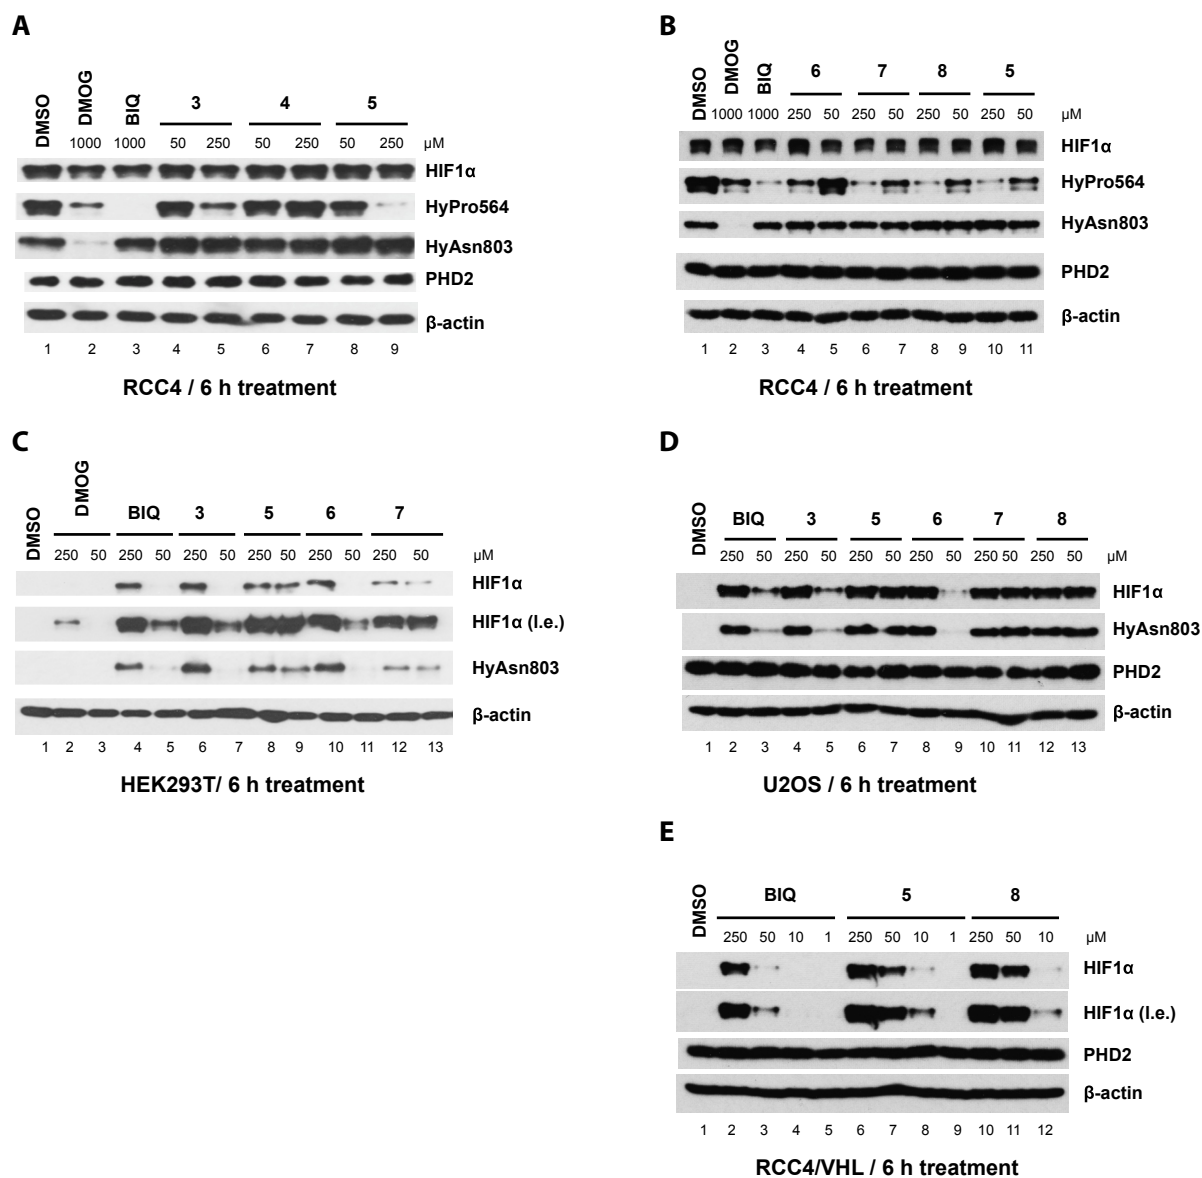 A
DMSO
DMOG
BIQ
3
4
5
1000
1000
50
250
50
250
50
250
µM
HIF1α
HyPro564
HyAsn803
PHD2
β-actin
1 2 3 4 5 6 7 8 9
RCC4 / 6 h treatment
B
DMSO
DMOG
BIQ
6
7
8
5
1000 1000 250 50 250 50 250 50 250 50 µM
HIF1α
HyPro564
HyAsn803
PHD2
β-actin
1 2 3 4 5 6 7 8 9 10 11
RCC4 / 6 h treatment
C
DMSO
DMOG
BIQ 3 5 6 7
250 50 250 50 250 50 250 50 250 50 250 50 µM
HIF1α
HIF1α (l.e.)
HyAsn803
β-actin
1 2 3 4 5 6 7 8 9 10 11 12 13
HEK293T/ 6 h treatment
D
DMSO
BIQ 3 5 6 7 8
250 50 250 50 250 50 250 50 250 50 250 50 µM
HIF1α
HyAsn803
PHD2
β-actin
1 2 3 4 5 6 7 8 9 10 11 12 13
U2OS / 6 h treatment
E
DMSO
BIQ 5 8
250 50 10 1 250 50 10 1 250 50 10 µM
HIF1α
HIF1α (l.e.)
PHD2
β-actin
1 2 3 4 5 6 7 8 9 10 11 12
RCC4/VHL / 6 h treatment